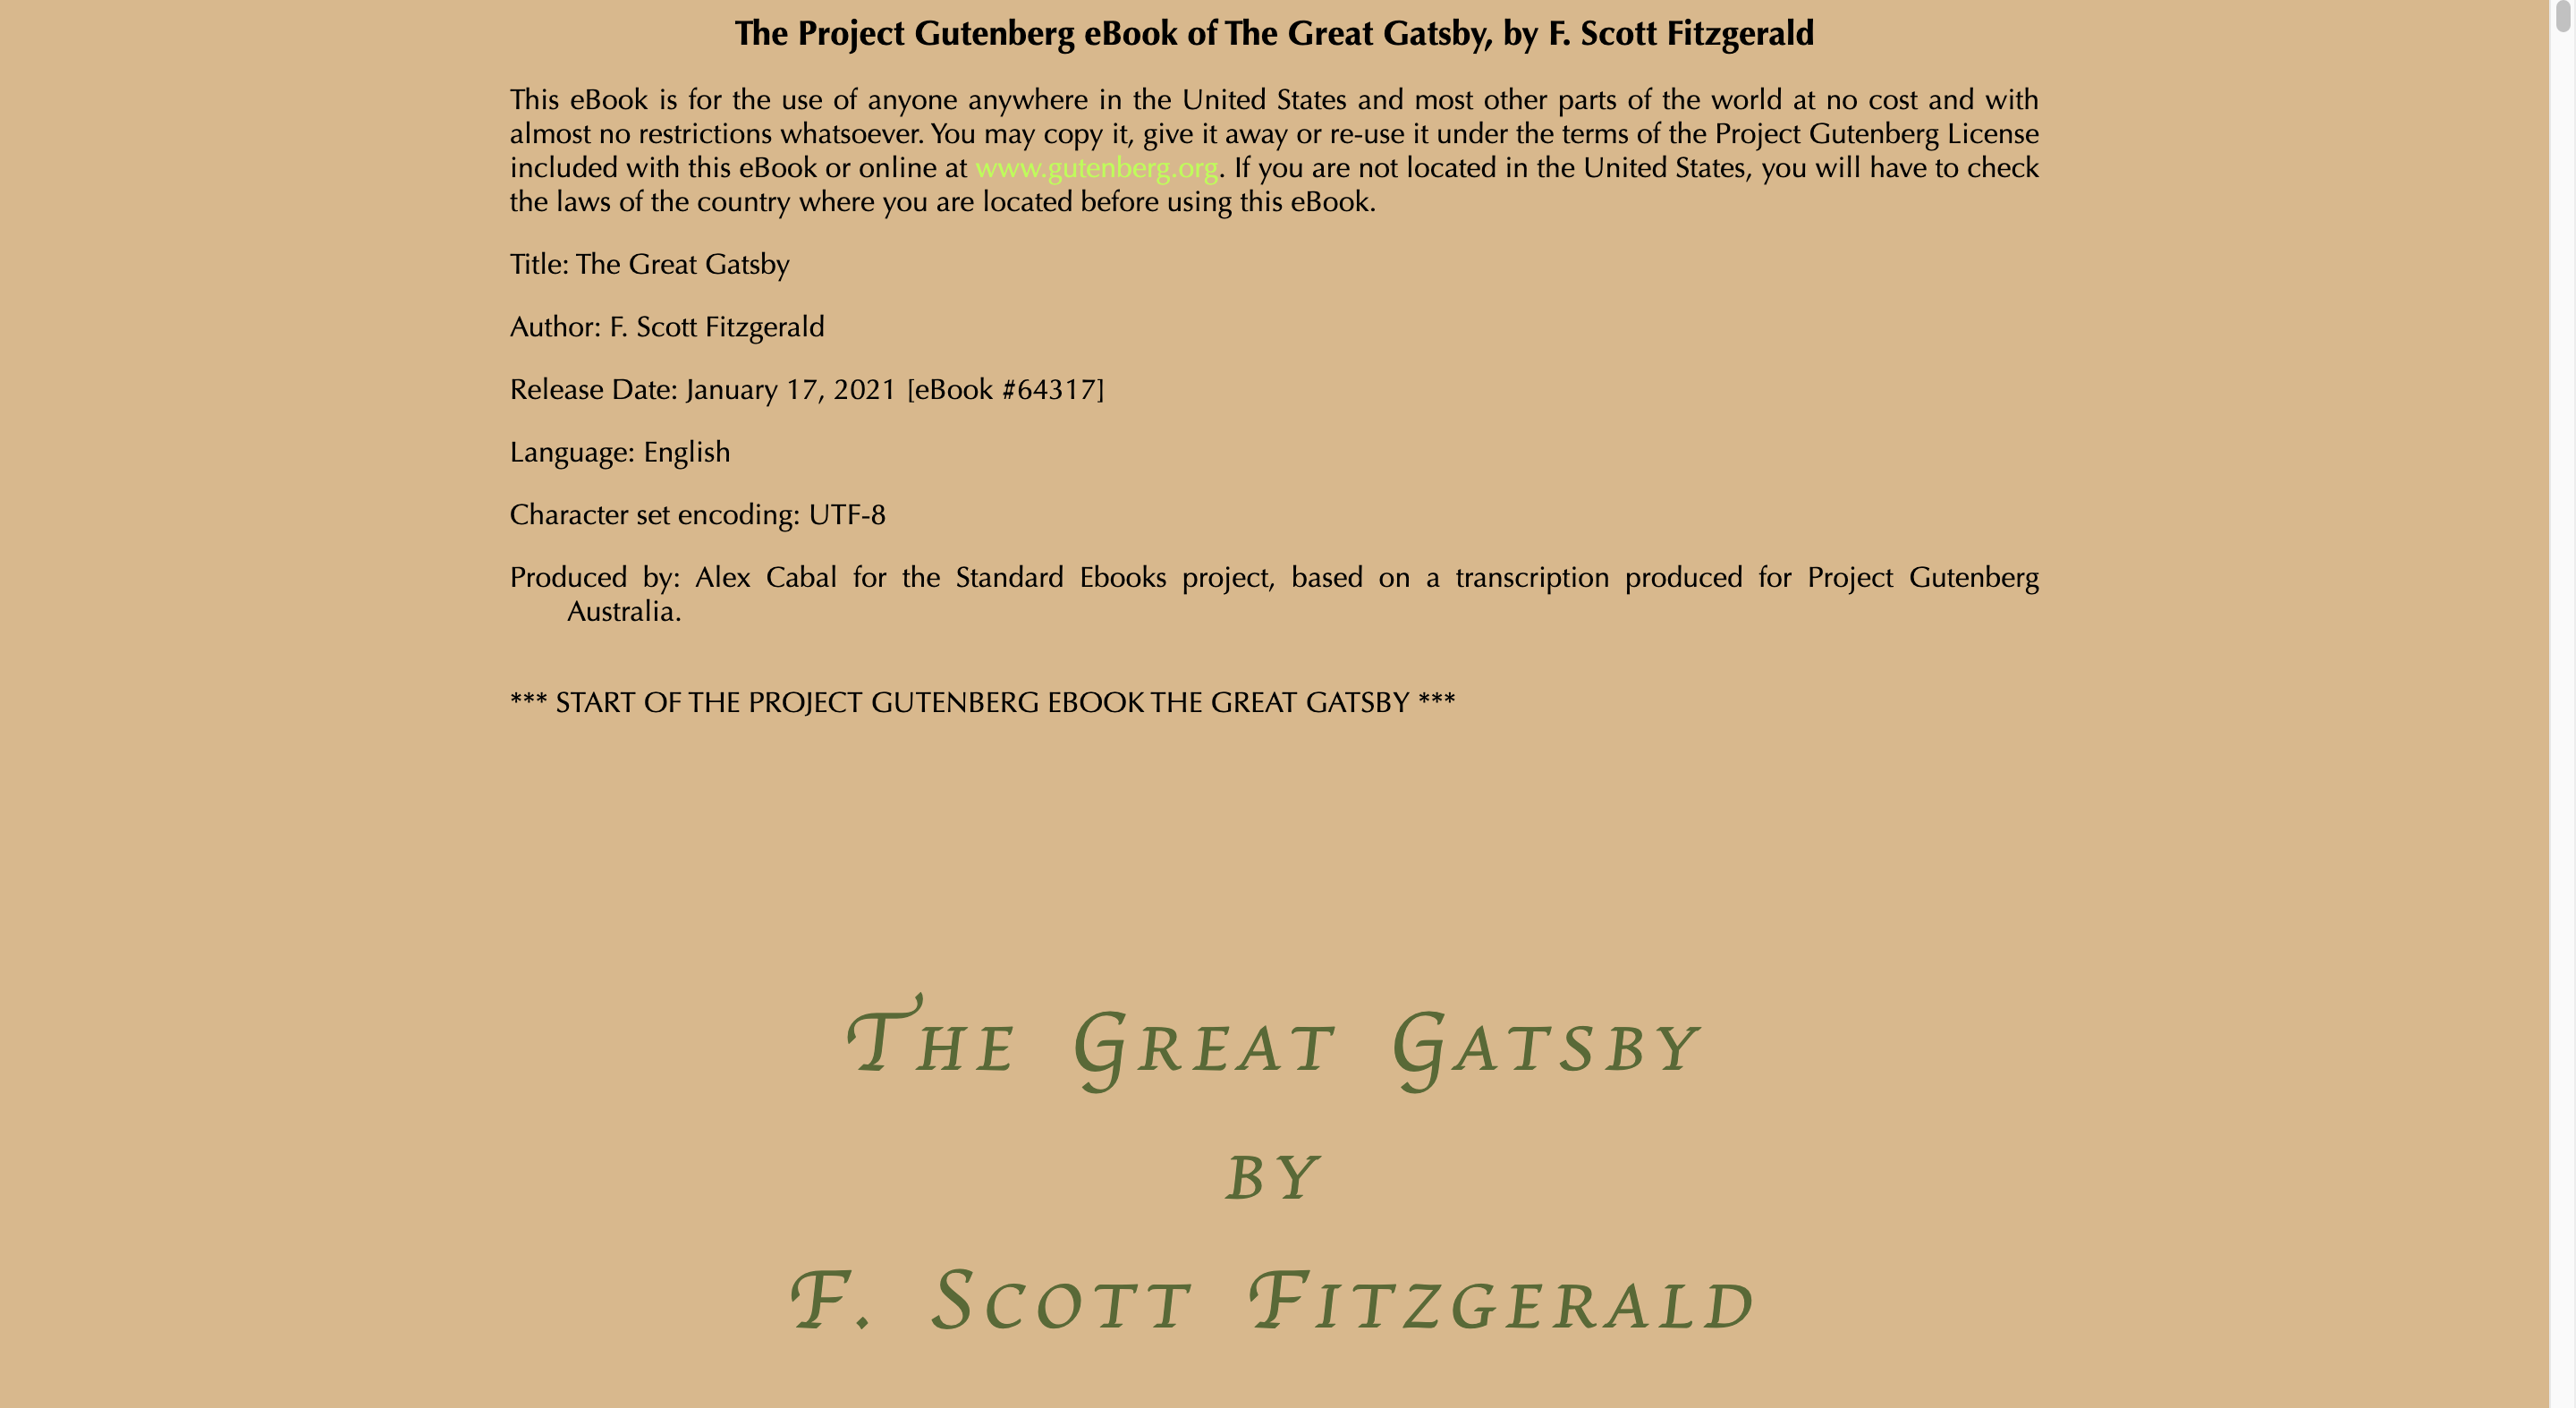 The Project Gutenberg eBook of The Great Gatsby, by F. Scott Fitzgerald
This eBook is for the use of anyone anywhere in the United States and most other parts of the world at no cost and with
almost no restrictions whatsoever. You may copy it, give it away or re-use it under the terms of the Project Gutenberg License
included with this eBook or online at www.gutenberg.org. If you are not located in the United States, you will have to check
the laws of the country where you are located before using this eBook.
Title: The Great Gatsby
Author: F. Scott Fitzgerald
Release Date: January 17, 2021 [eBook #64317]
Language: English
Character set encoding: UTF-8
Produced by: Alex Cabal for the Standard Ebooks project, based on a transcription produced for Project Gutenberg
Australia.
*** START OF THE PROJECT GUTENBERG EBOOK THE GREAT GATSBY ***
The Great Gatsby
by
F. Scott Fitzgerald